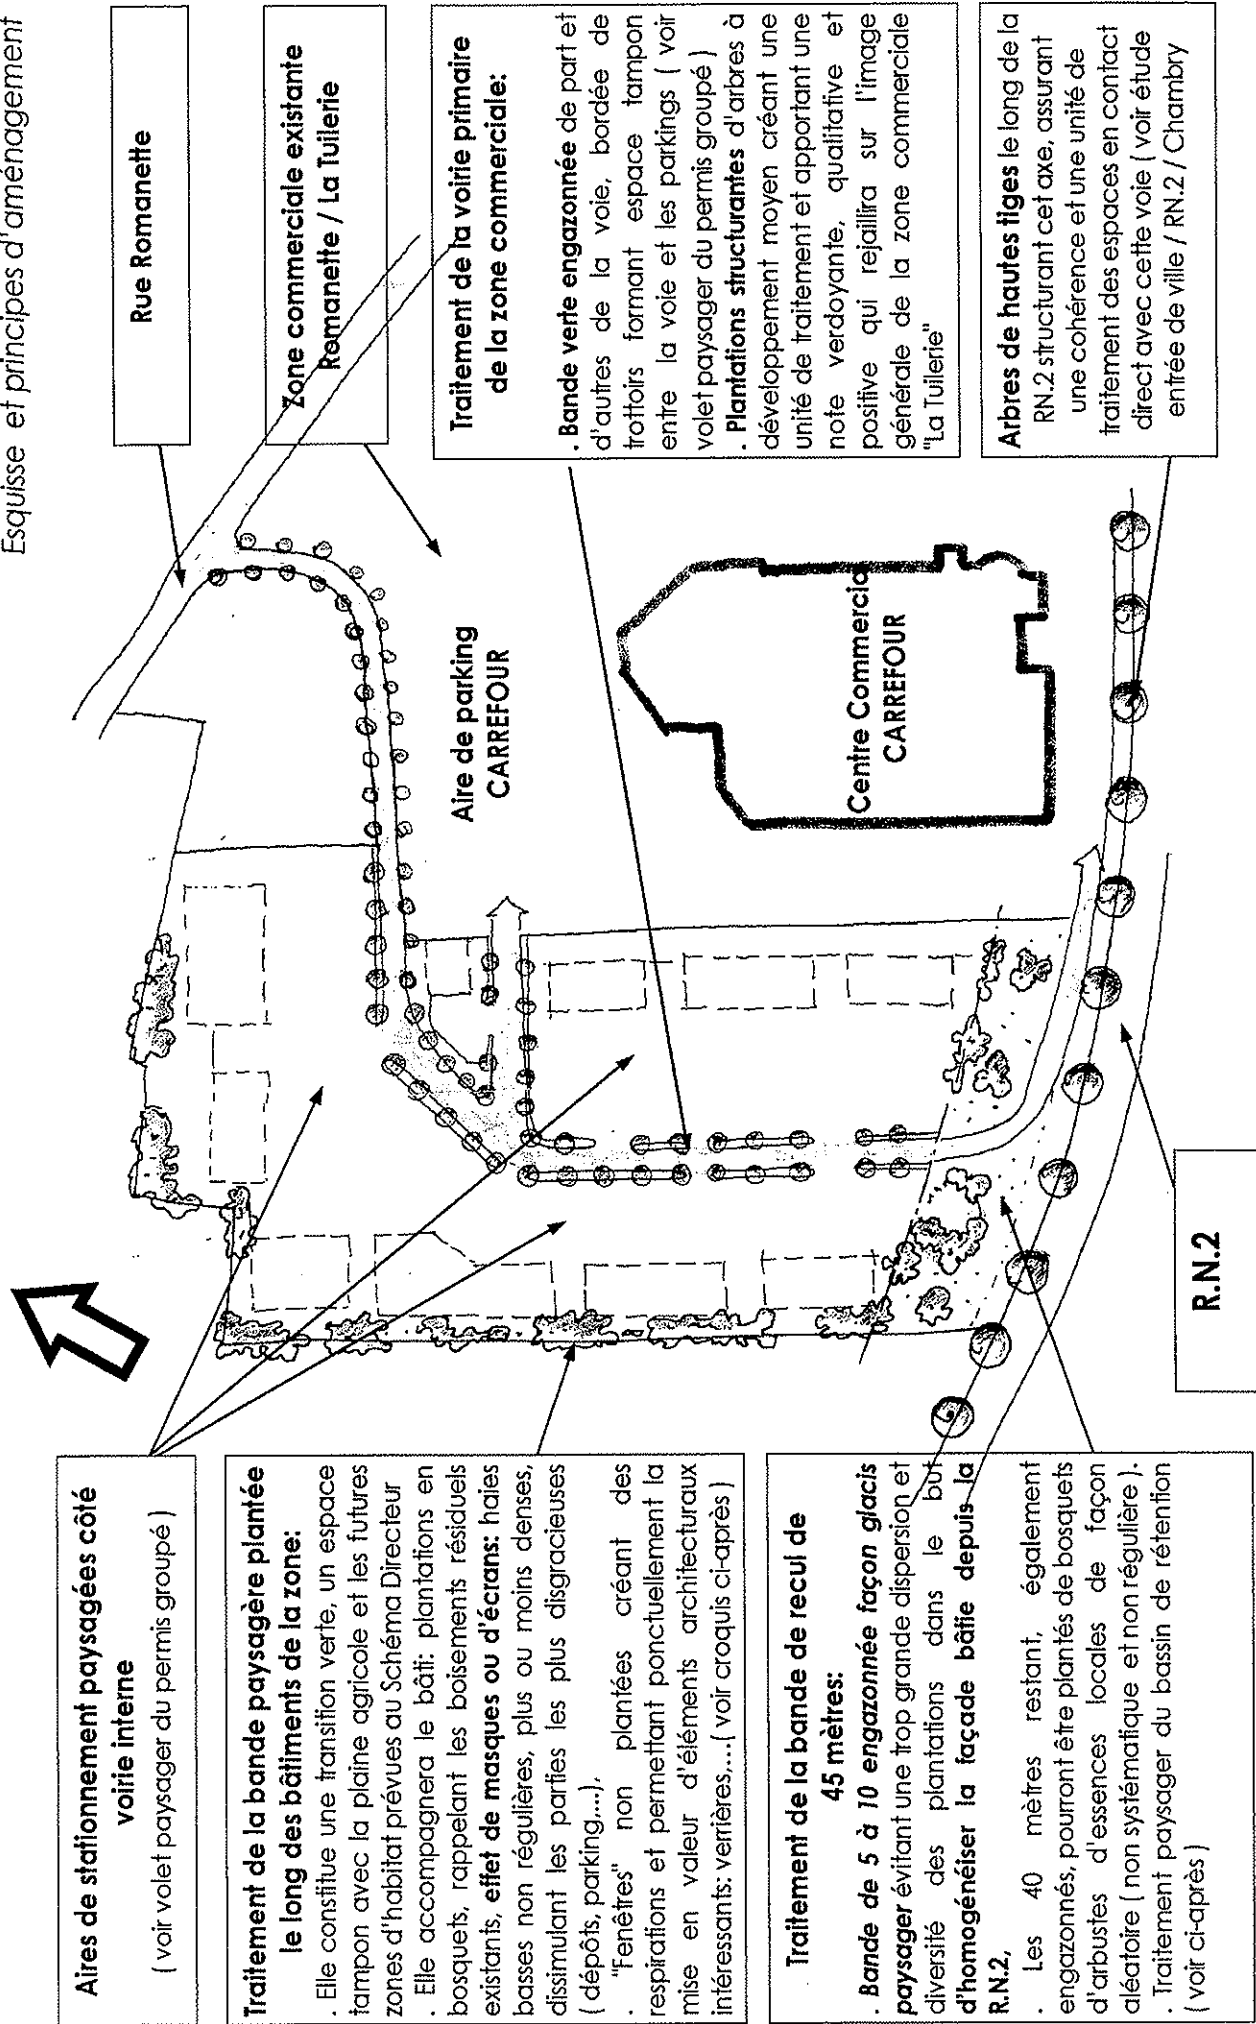 Esquisse et principes d'aménagement
Aires de stationnement paysagées côté
voirie interne
( voir volet paysager du permis groupé )
Traitement de la bande paysagère plantée
le long des bâtiments de la zone:
. Elle constitue une transition verte, un espace
tampon avec la plaine agricole et les futures
zones d'habitat prévues au Schéma Directeur
. Elle accompagnera le bâti: plantations en
bosquets, rappelant les boisements résiduels
existants, effet de masques ou d'écrans: haies
basses non régulières, plus ou moins denses,
dissimulant les parties les plus disgracieuses
( dépôts, parking,...),
. "Fenêtres" non plantées créant des
respirations et permettant ponctuellement la
mise en valeur d'éléments architecturaux
intéressants: verrières,...( voir croquis ci-après )
Traitement de la bande de recul de
45 mètres:
. Bande de 5 à 10 engazonnée façon glacis
paysager évitant une trop grande dispersion et
diversité des plantations dans le but
d'homogénéiser la façade bâtie depuis la
R.N.2,
. Les 40 mètres restant, également
engazonnés, pourront être plantés de bosquets
d'arbustes d'essences locales de façon
aléatoire ( non systématique et non régulière ).
. Traitement paysager du bassin de rétention
( voir ci-après )
R.N.2
Aire de parking
CARREFOUR
Centre Commercia
CARREFOUR
Rue Romanette
Zone commerciale existante
Romanette / La Tuilerie
Traitement de la voirie primaire
de la zone commerciale:
. Bande verte engazonnée de part et
d'autres de la voie, bordée de
trottoirs formant espace tampon
entre la voie et les parkings ( voir
volet paysager du permis groupé )
. Plantations structurantes d'arbres à
développement moyen créant une
unité de traitement et apportant une
note verdoyante, qualitative et
positive qui rejaillira sur l'image
générale de la zone commerciale
"La Tuilerie"
Arbres de hautes tiges le long de la
RN.2 structurant cet axe, assurant
une cohérence et une unité de
traitement des espaces en contact
direct avec cette voie ( voir étude
entrée de ville / RN.2 / Chambry